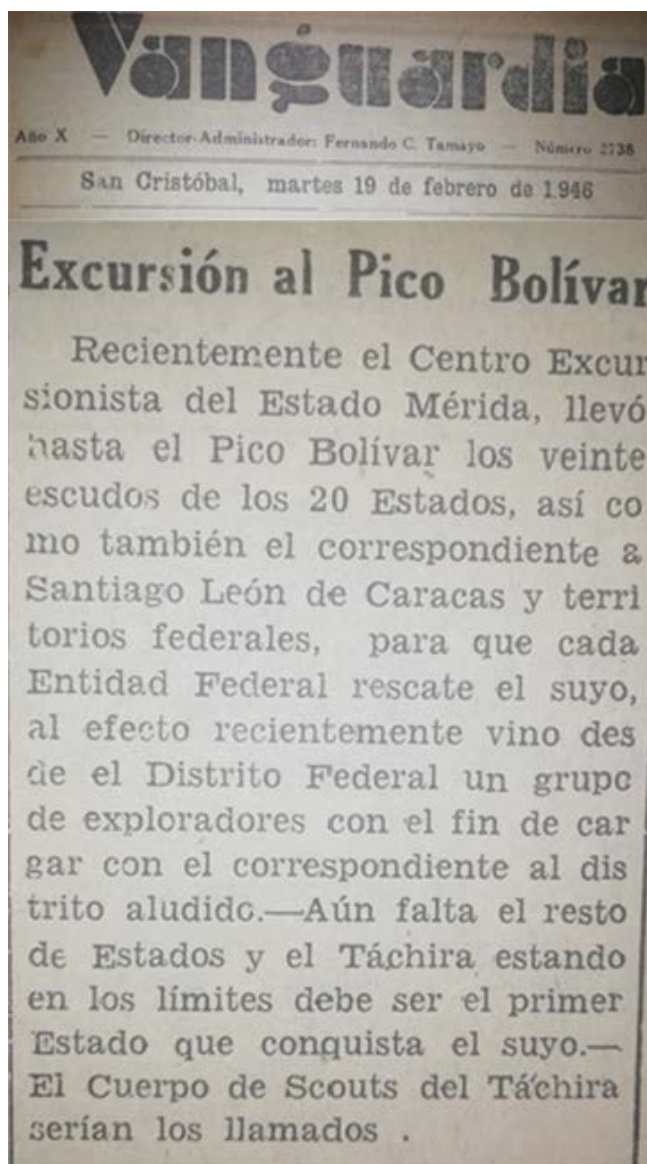 Vanguardia
Año X — Director-Administrador: Fernando C. Tamayo — Número 2738
San Cristóbal, martes 19 de febrero de 1946
Excursión al Pico Bolívar
Recientemente el Centro Excur
sionista del Estado Mérida, llevó
hasta el Pico Bolívar los veinte
escudos de los 20 Estados, así co
mo también el correspondiente a
Santiago León de Caracas y terri
torios federales, para que cada
Entidad Federal rescate el suyo,
al efecto recientemente vino des
de el Distrito Federal un grupo
de exploradores con el fin de car
gar con el correspondiente al dis
trito aludido.—Aún falta el resto
de Estados y el Táchira estando
en los límites debe ser el primer
Estado que conquista el suyo.—
El Cuerpo de Scouts del Táchira
serían los llamados .